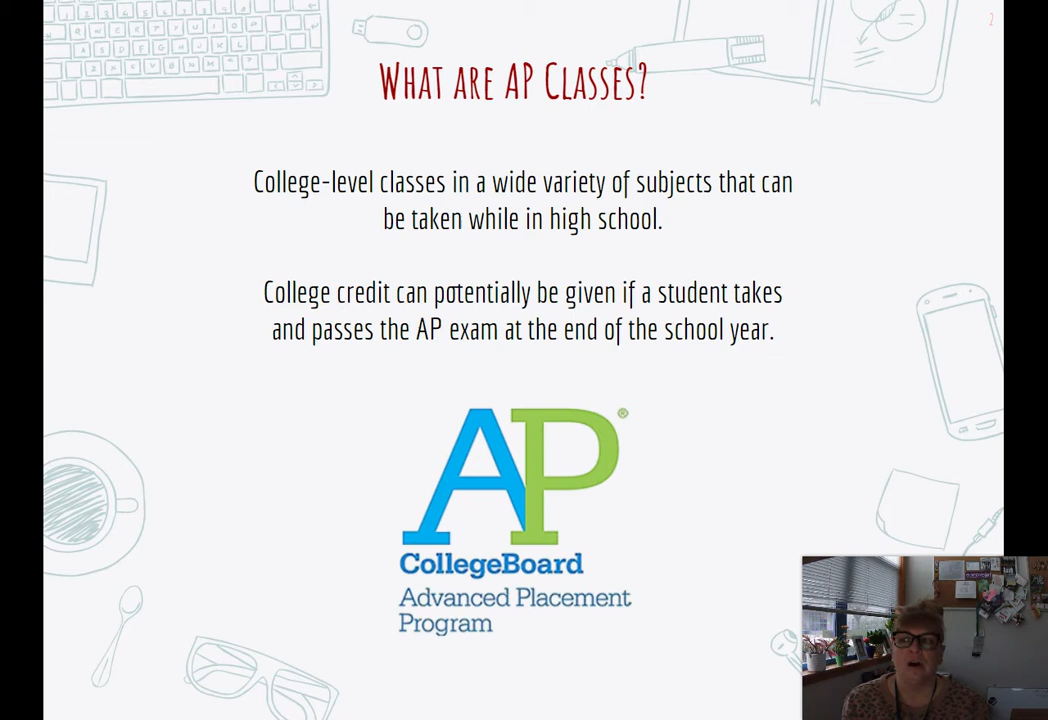 2
What are AP Classes?
College-level classes in a wide variety of subjects that can
be taken while in high school.
College credit can potentially be given if a student takes
and passes the AP exam at the end of the school year.
AP®
CollegeBoard
Advanced Placement
Program